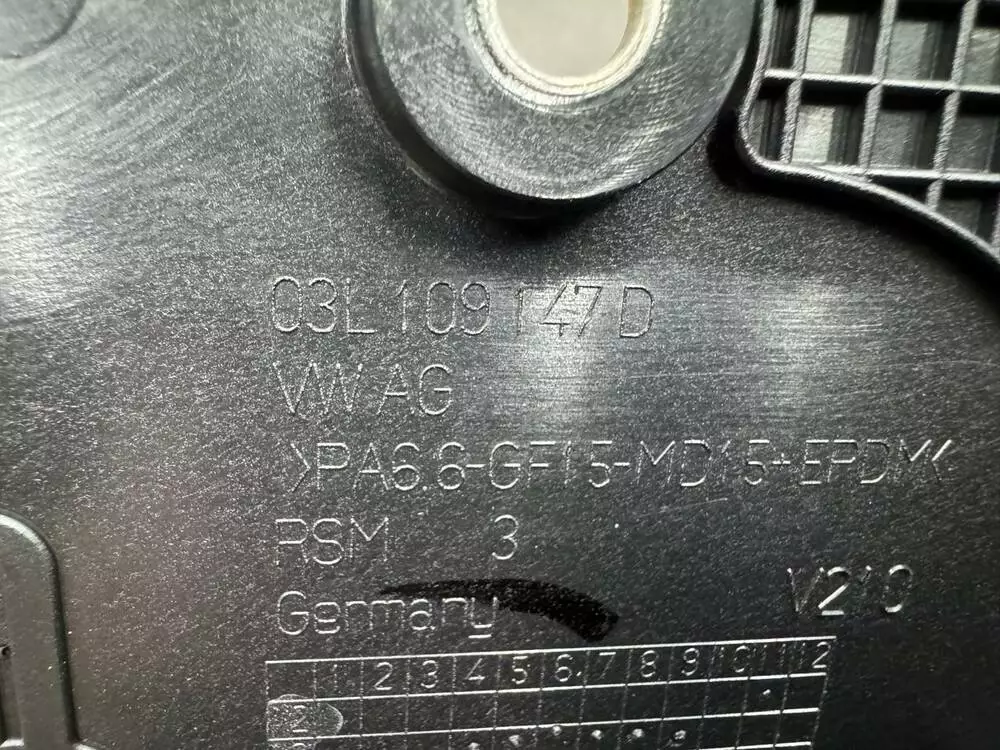 03L 109 147 D
VW AG
>PA6.6-GF15-MD15+EPDM<
RSM 3
Germany
V210
1 2 3 4 5 6 7 8 9 10 11 12